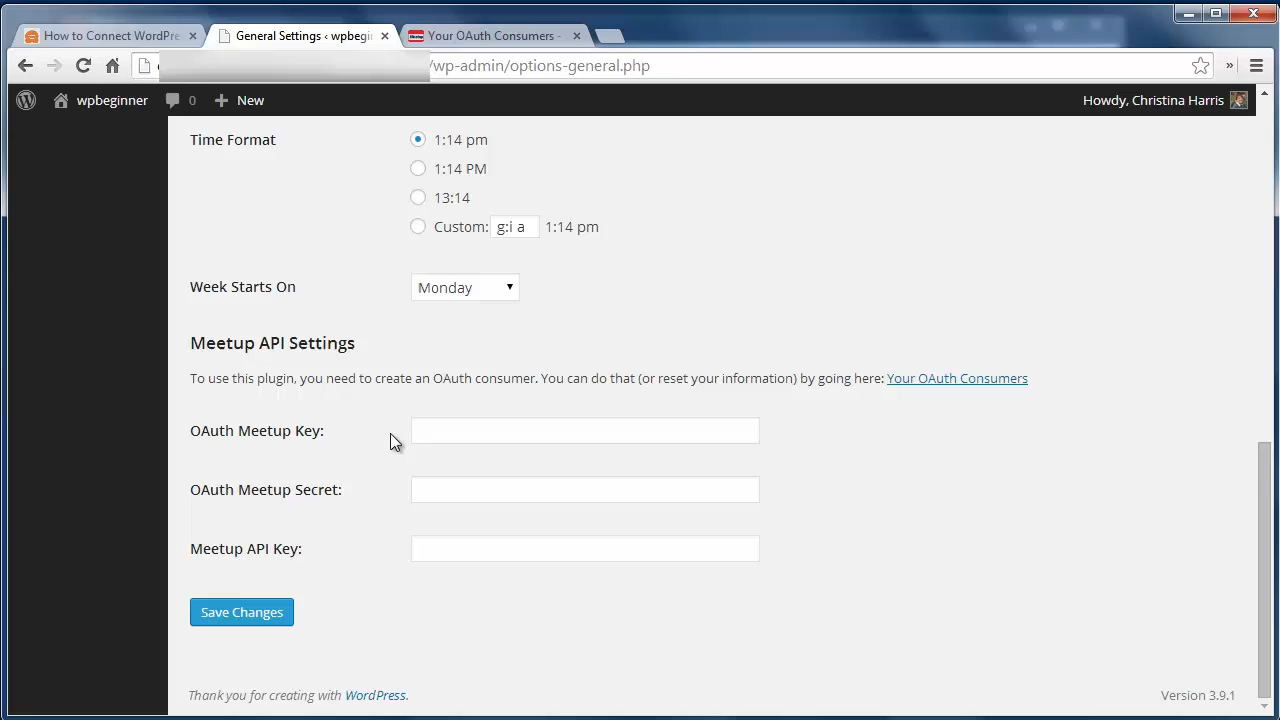 How to Connect WordPre
General Settings ‹ wpbegin
Your OAuth Consumers -
/wp-admin/options-general.php
wpbeginner 0 New Howdy, Christina Harris
Time Format
1:14 pm
1:14 PM
13:14
Custom: g:i a 1:14 pm
Week Starts On Monday
Meetup API Settings
To use this plugin, you need to create an OAuth consumer. You can do that (or reset your information) by going here: Your OAuth Consumers
OAuth Meetup Key:
OAuth Meetup Secret:
Meetup API Key:
Save Changes
Thank you for creating with WordPress. Version 3.9.1